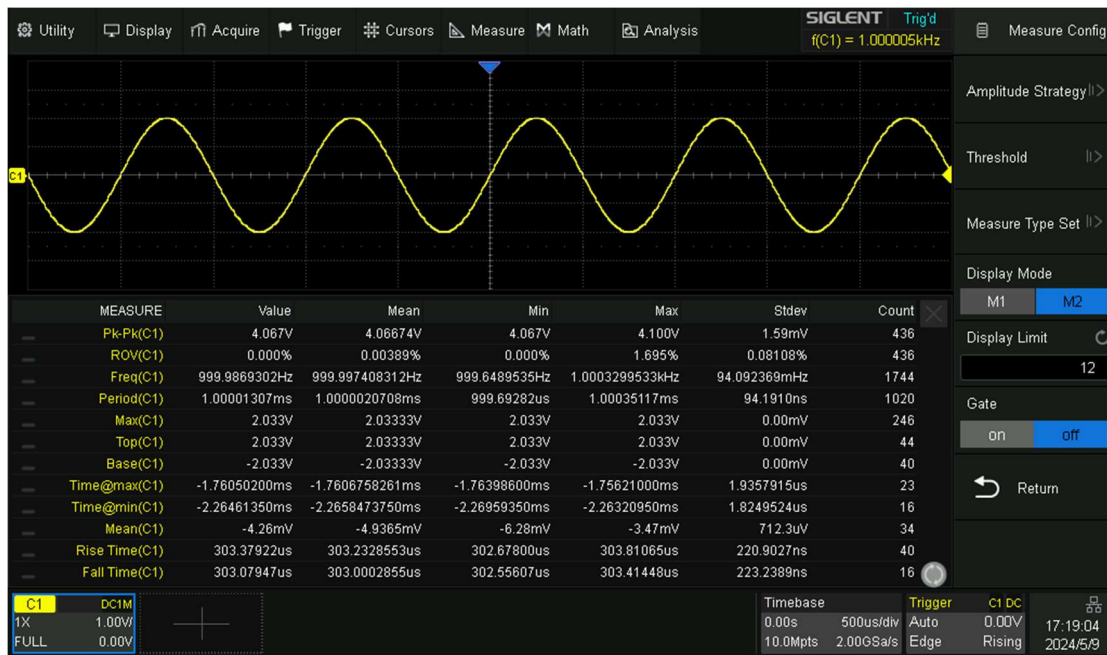 Utility Display Acquire Trigger Cursors Measure Math Analysis
SIGLENT Trig'd
f(C1) = 1.000005kHz
Measure Config
Amplitude Strategy
Threshold
Measure Type Set
Display Mode
M1 M2
Display Limit
12
Gate
on off
Return
C1
MEASURE Value Mean Min Max Stdev Count
Pk-Pk(C1) 4.067V 4.06674V 4.067V 4.100V 1.59mV 436
ROV(C1) 0.000% 0.00389% 0.000% 1.695% 0.08108% 436
Freq(C1) 999.9869302Hz 999.997408312Hz 999.6489535Hz 1.0003299533kHz 94.092369mHz 1744
Period(C1) 1.00001307ms 1.0000020708ms 999.69282us 1.00035117ms 94.1910ns 1020
Max(C1) 2.033V 2.03333V 2.033V 2.033V 0.00mV 246
Top(C1) 2.033V 2.03333V 2.033V 2.033V 0.00mV 44
Base(C1) -2.033V -2.03333V -2.033V -2.033V 0.00mV 40
Time@max(C1) -1.76050200ms -1.7606758261ms -1.76398600ms -1.75621000ms 1.9357915us 23
Time@min(C1) -2.26461350ms -2.2658473750ms -2.26959350ms -2.26320950ms 1.8249524us 16
Mean(C1) -4.26mV -4.9365mV -6.28mV -3.47mV 712.3uV 34
Rise Time(C1) 303.37922us 303.2328553us 302.67800us 303.81065us 220.9027ns 40
Fall Time(C1) 303.07947us 303.0002855us 302.55607us 303.41448us 223.2389ns 16
C1 DC1M
1X 1.00V/
FULL 0.00V
Timebase
0.00s 500us/div
10.0Mpts 2.00GSa/s
Trigger C1 DC
Auto 0.00V
Edge Rising
17:19:04
2024/5/9